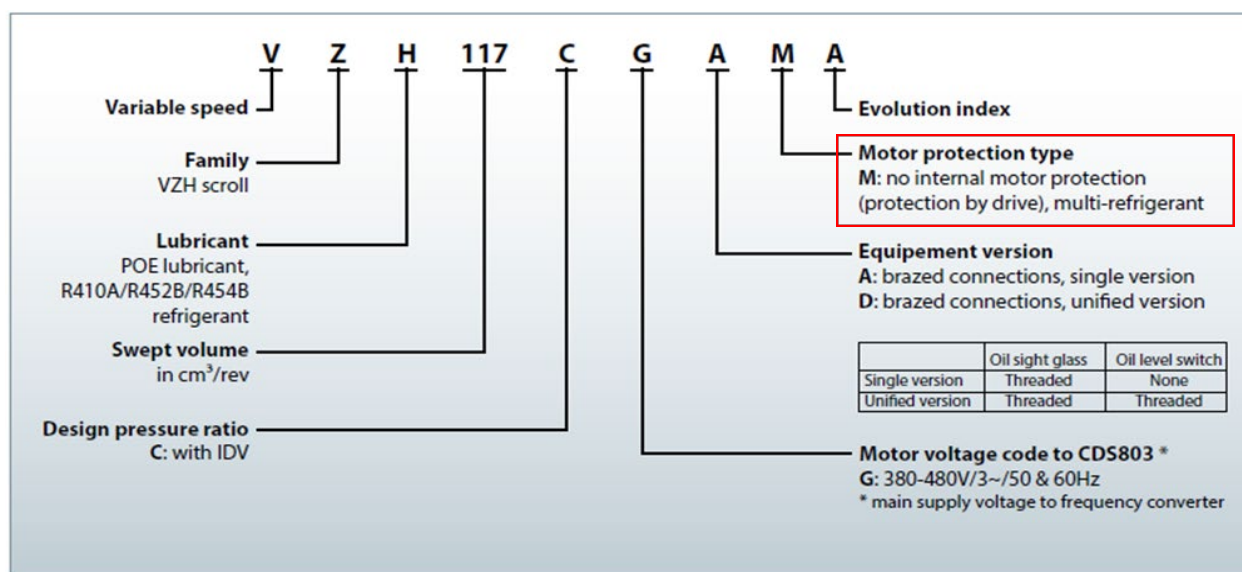 V Z H 117 C G A M A
Variable speed
Family
VZH scroll
Lubricant
POE lubricant,
R410A/R452B/R454B
refrigerant
Swept volume
in cm³/rev
Design pressure ratio
C: with IDV
Evolution index
Motor protection type
M: no internal motor protection
(protection by drive), multi-refrigerant
Equipement version
A: brazed connections, single version
D: brazed connections, unified version
Oil sight glass Oil level switch
Single version Threaded None
Unified version Threaded Threaded
Motor voltage code to CDS803 *
G: 380-480V/3~/50 & 60Hz
* main supply voltage to frequency converter